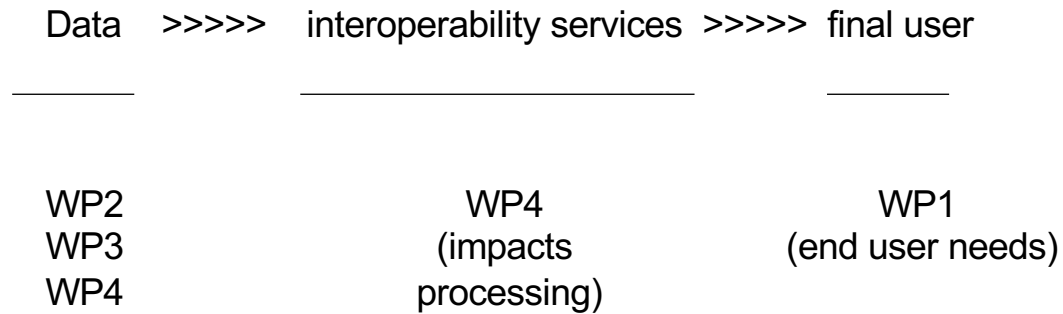 Data >>>>> interoperability services >>>>> final user
WP2 WP4 WP1
WP3 (impacts (end user needs)
WP4 processing)